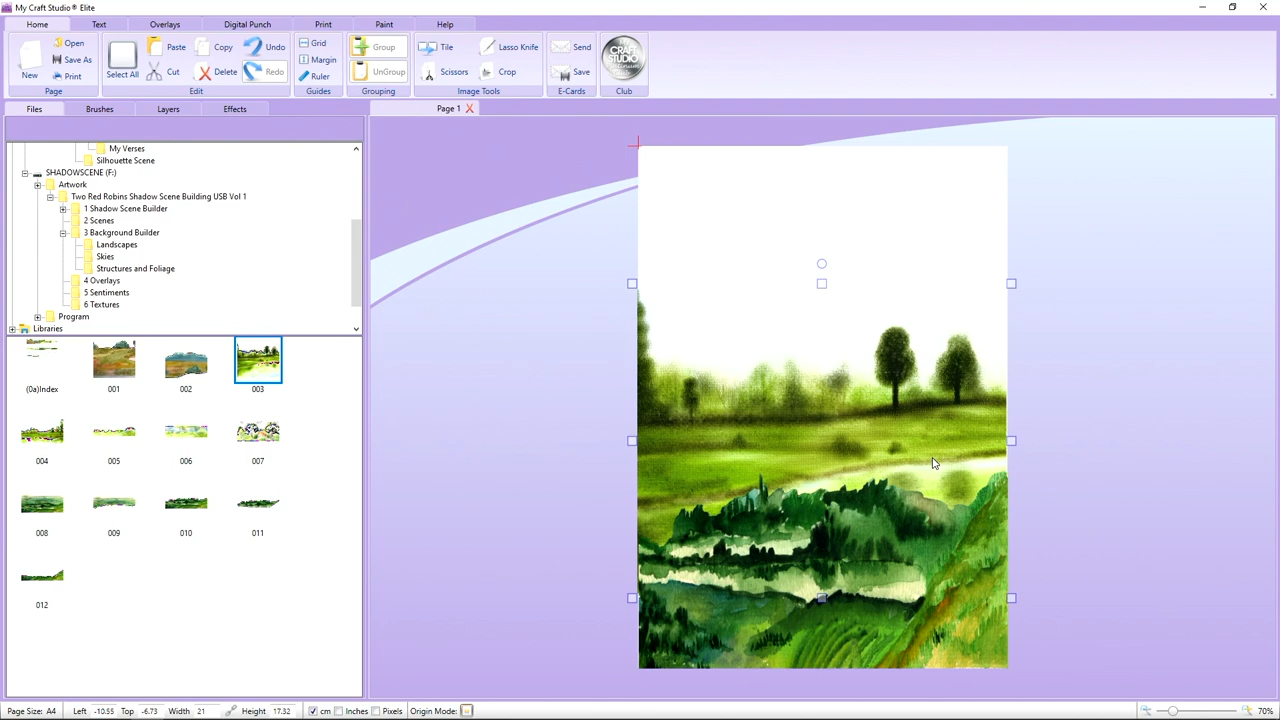 My Craft Studio® Elite
Home Text Overlays Digital Punch Print Paint Help
New Open Save As Print Select All Paste Cut Copy Delete Undo Redo Grid Margin Ruler Group UnGroup Tile Scissors Lasso Knife Crop Send Save
Page Edit Guides Grouping Image Tools E-Cards Club
CRAFT
STUDIO
Files Brushes Layers Effects Page 1
My Verses
Silhouette Scene
SHADOWSCENE (F:)
Artwork
Two Red Robins Shadow Scene Building USB Vol 1
1 Shadow Scene Builder
2 Scenes
3 Background Builder
Landscapes
Skies
Structures and Foliage
4 Overlays
5 Sentiments
6 Textures
Program
Libraries
(0a)Index 001 002 003
004 005 006 007
008 009 010 011
012
Page Size: A4 Left -10.55 Top -6.73 Width 21 Height 17.32 cm Inches Pixels Origin Mode: 70%